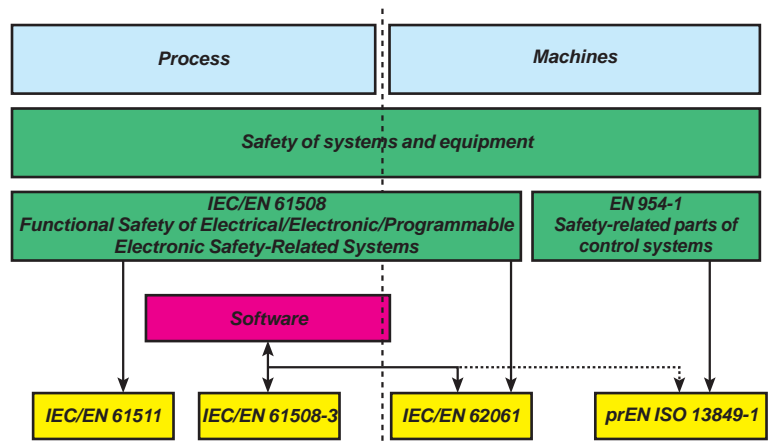 Process
Machines
Safety of systems and equipment
IEC/EN 61508
Functional Safety of Electrical/Electronic/Programmable
Electronic Safety-Related Systems
EN 954-1
Safety-related parts of
control systems
Software
IEC/EN 61511
IEC/EN 61508-3
IEC/EN 62061
prEN ISO 13849-1